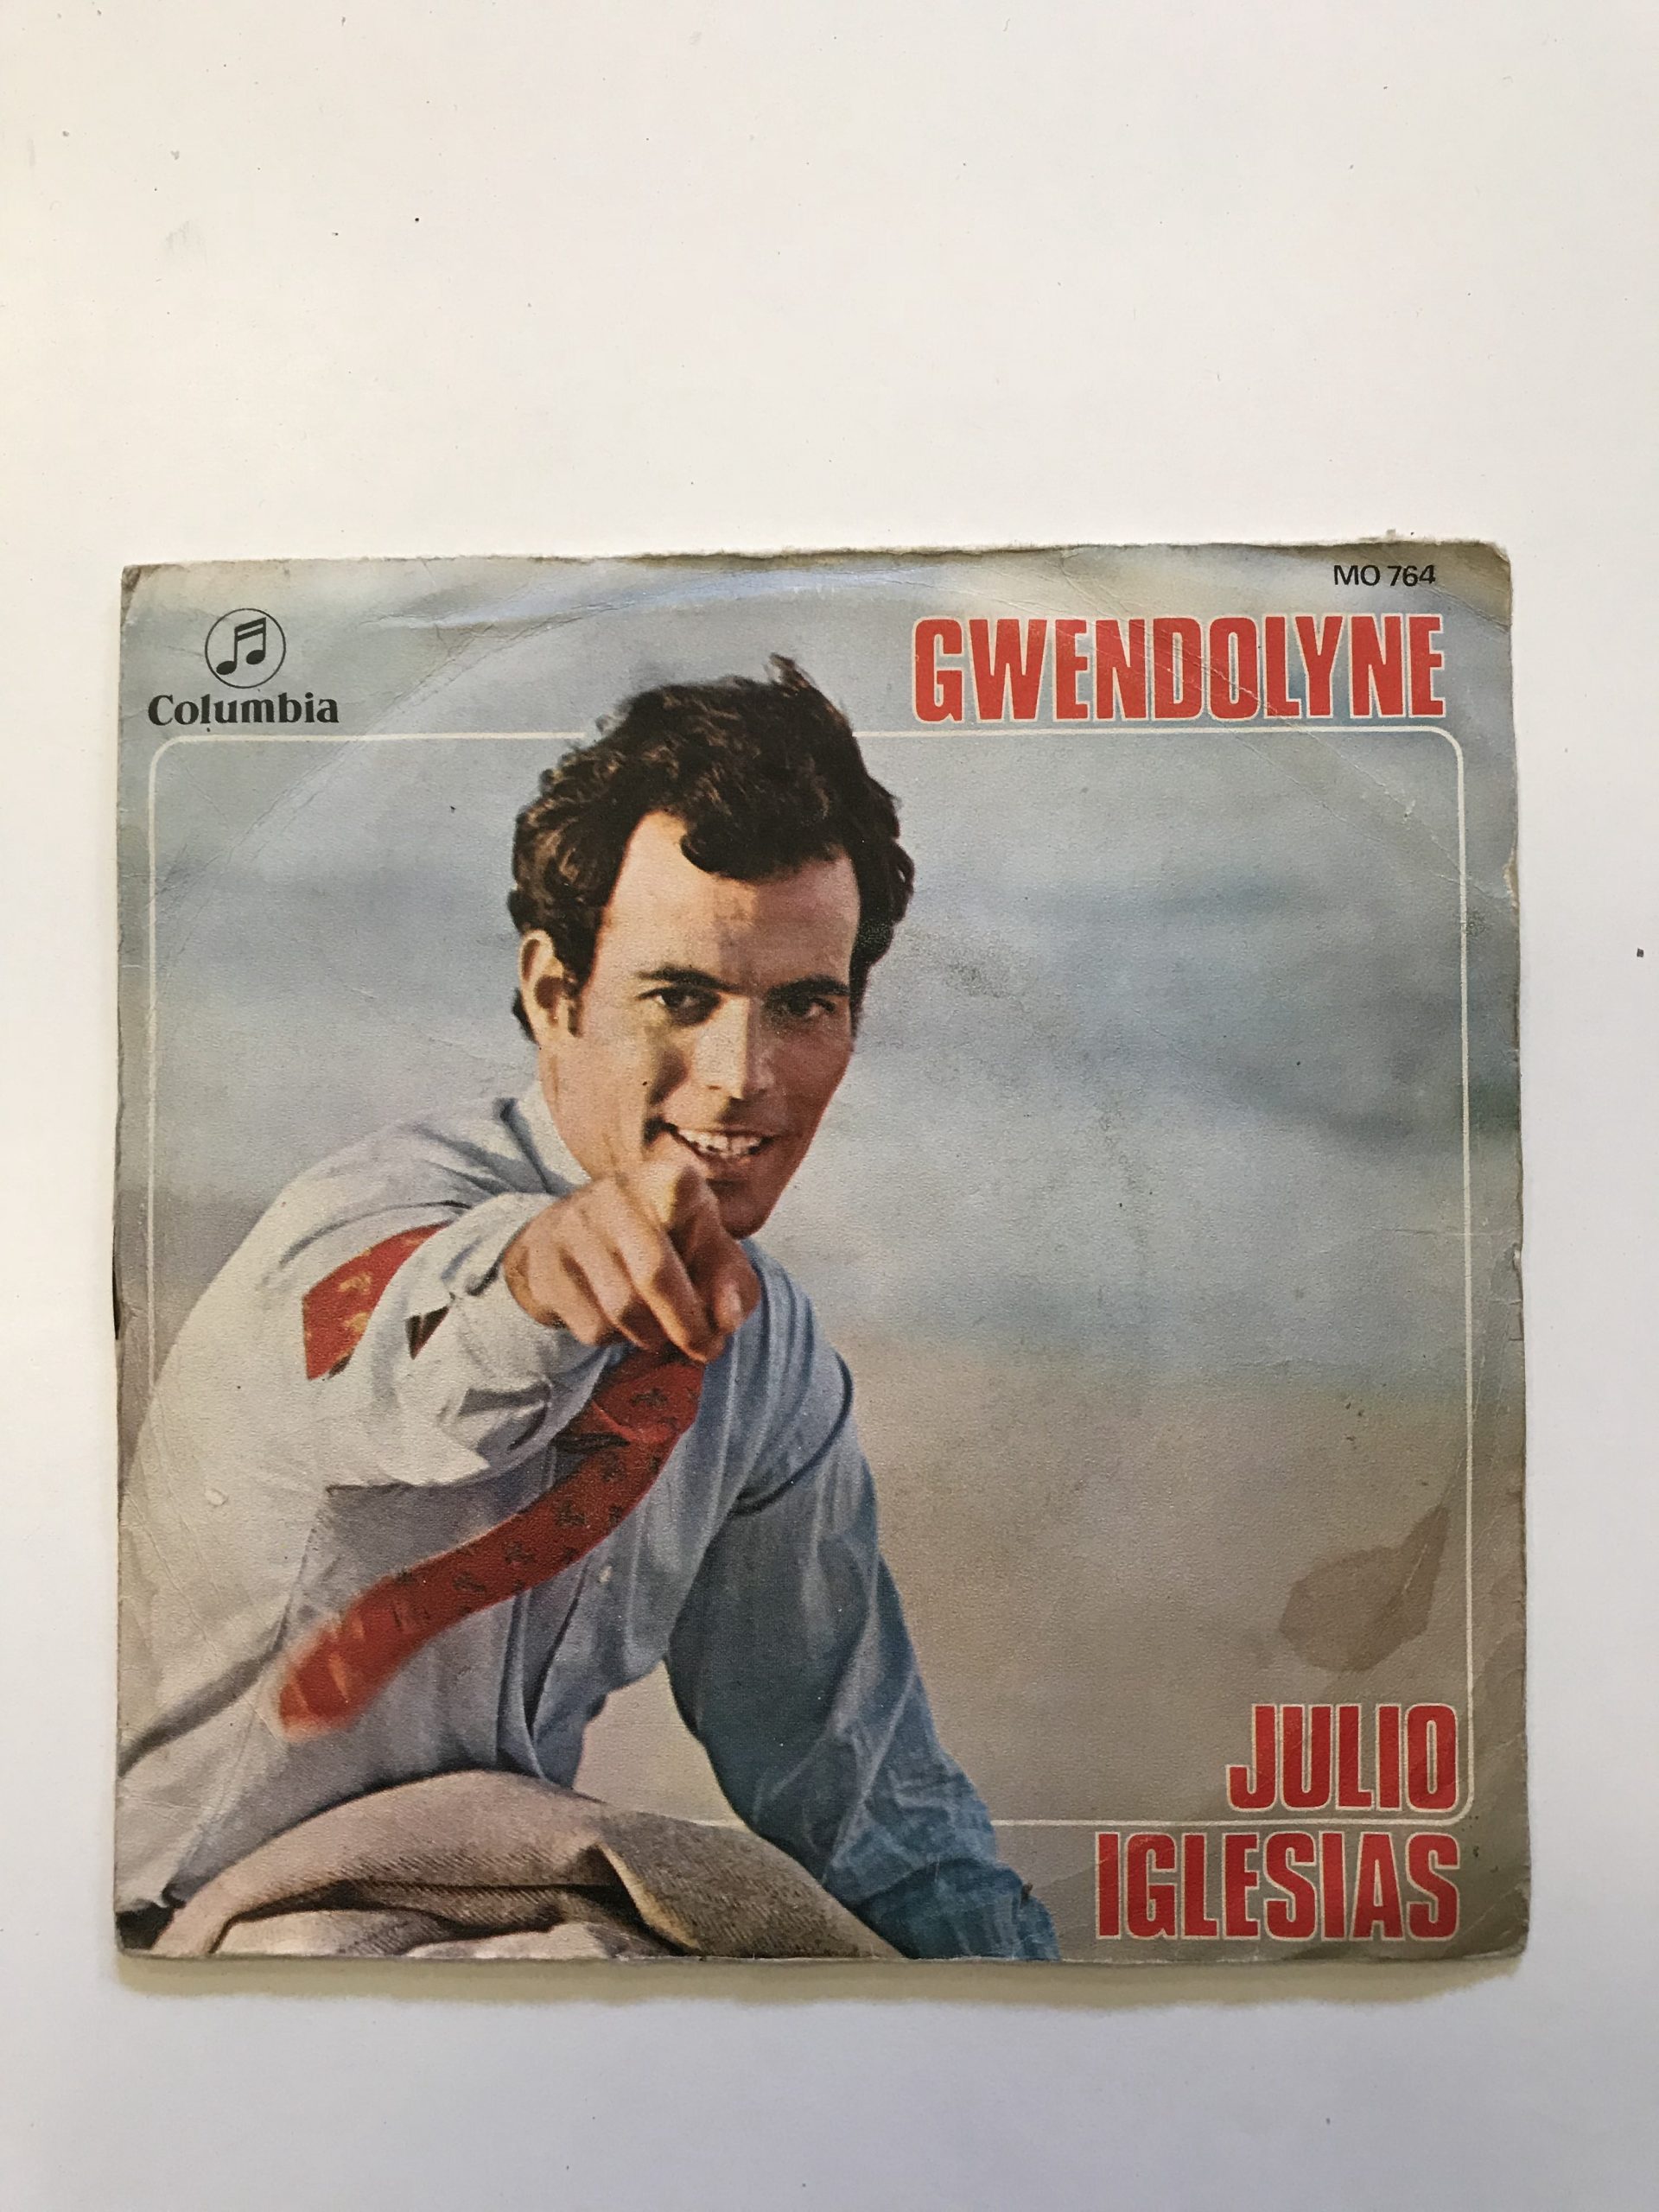 MO 764
GWENDOLYNE
Columbia
JULIO
IGLESIAS